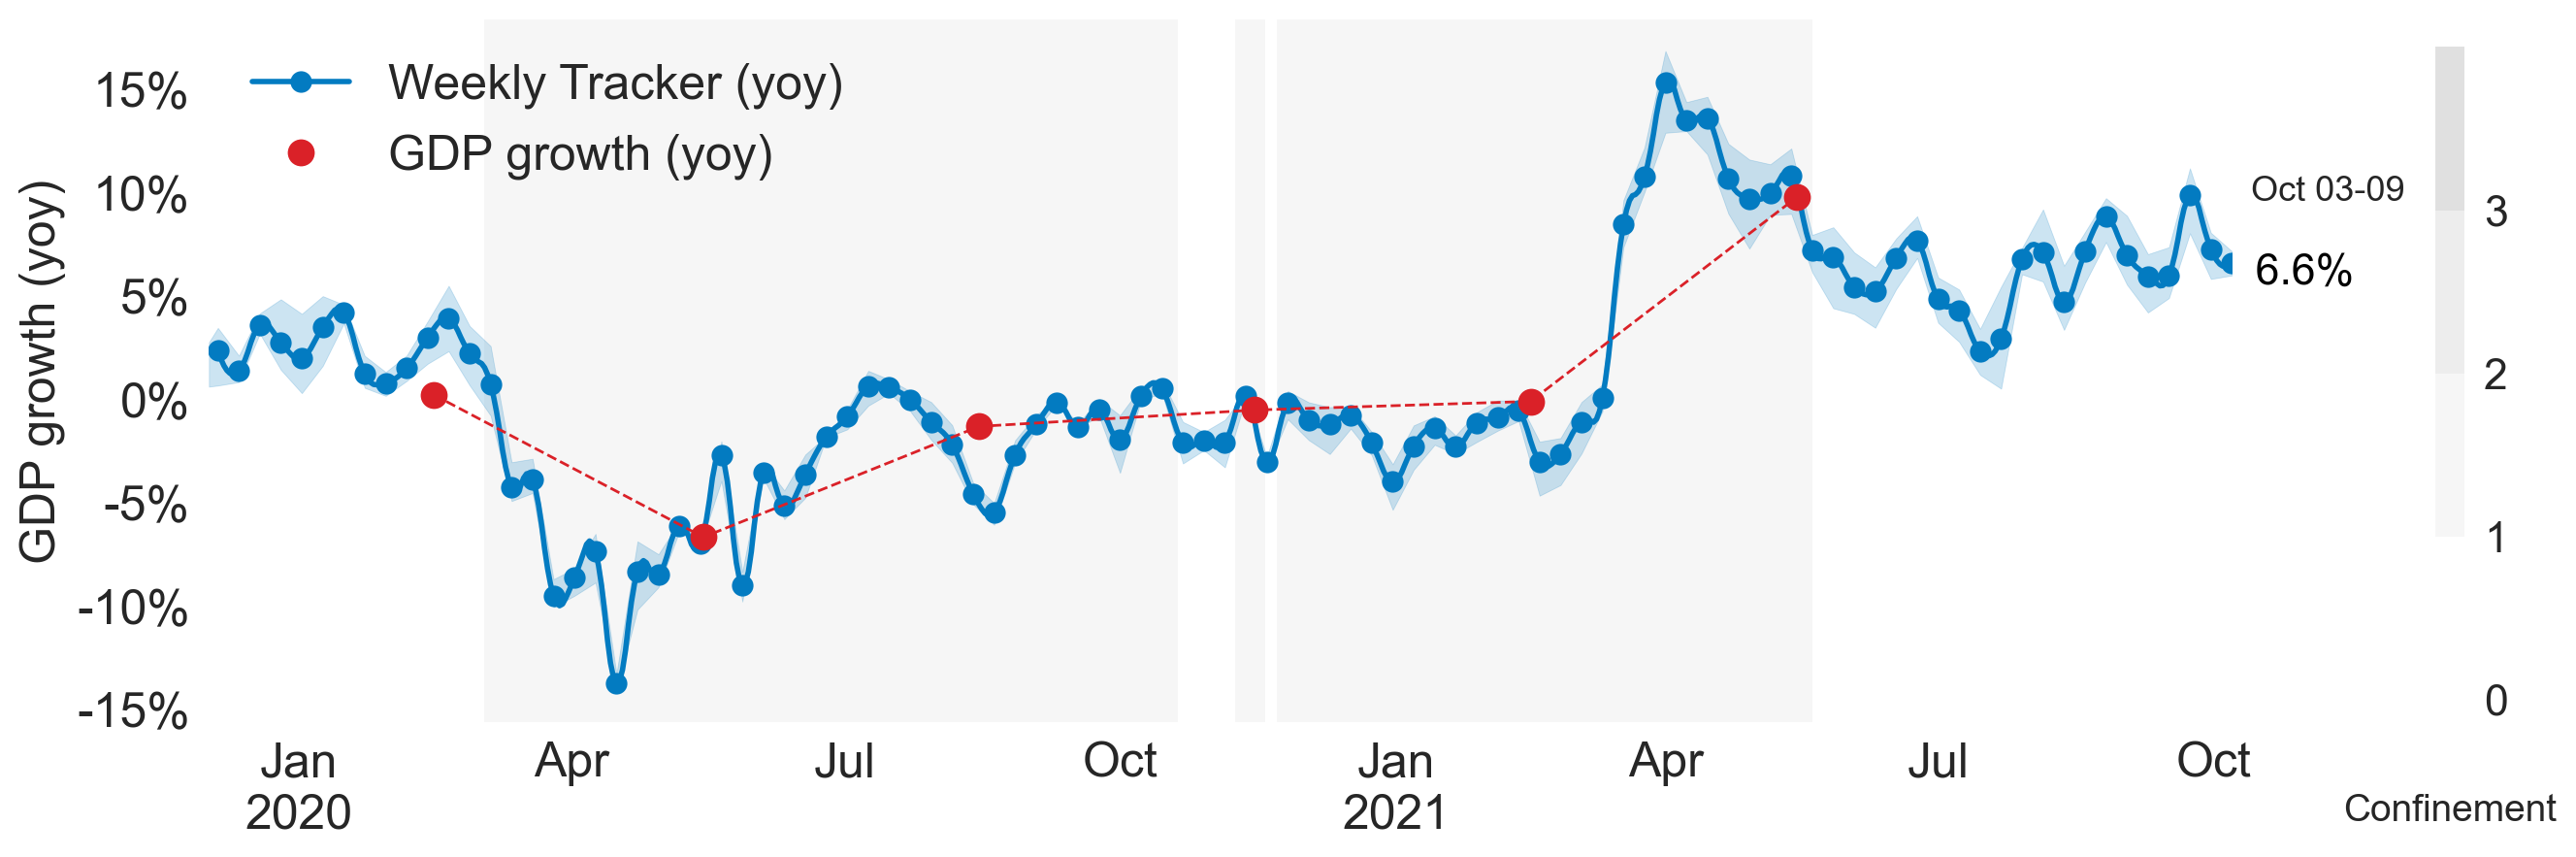 Weekly Tracker (yoy)
GDP growth (yoy)
GDP growth (yoy)
15%
10%
5%
0%
-5%
-10%
-15%
Oct 03-09
6.6%
3
2
1
0
Jan Apr Jul Oct Jan Apr Jul Oct
2020 2021
Confinement